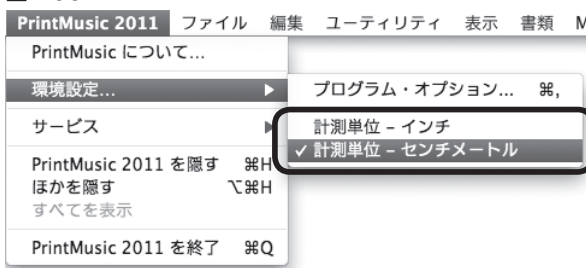 PrintMusic 2011 ファイル 編集 ユーティリティ 表示 書類
PrintMusic について...
環境設定...
プログラム・オプション... ⌘,
計測単位 – インチ
✓計測単位 – センチメートル
サービス
PrintMusic 2011 を隠す ⌘H
ほかを隠す ⌥⌘H
すべてを表示
PrintMusic 2011 を終了 ⌘Q